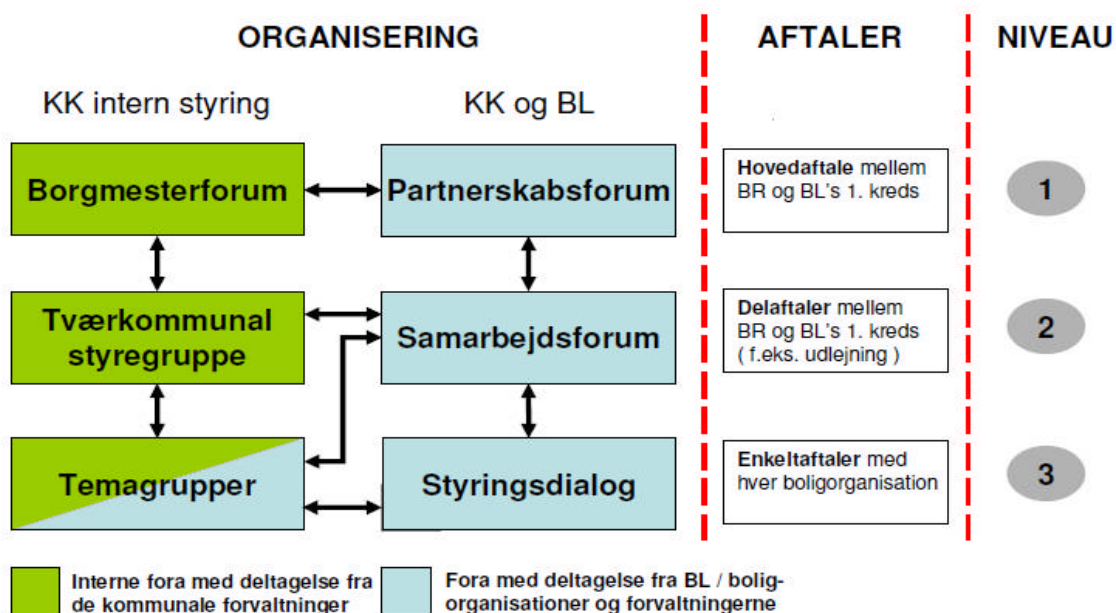 ORGANISERING
AFTALER
NIVEAU
KK intern styring
KK og BL
Borgmesterforum
Partnerskabsforum
Hovedaftale mellem
BR og BL's 1. kreds
1
Tværkommunal
styregruppe
Samarbejdsforum
Delaftaler mellem
BR og BL's 1. kreds
( f.eks. udlejning )
2
Temagrupper
Styringsdialog
Enkeltaftaler med
hver boligorganisation
3
Interne fora med deltagelse fra
de kommunale forvaltninger
Fora med deltagelse fra BL / bolig-
organisationer og forvaltningerne